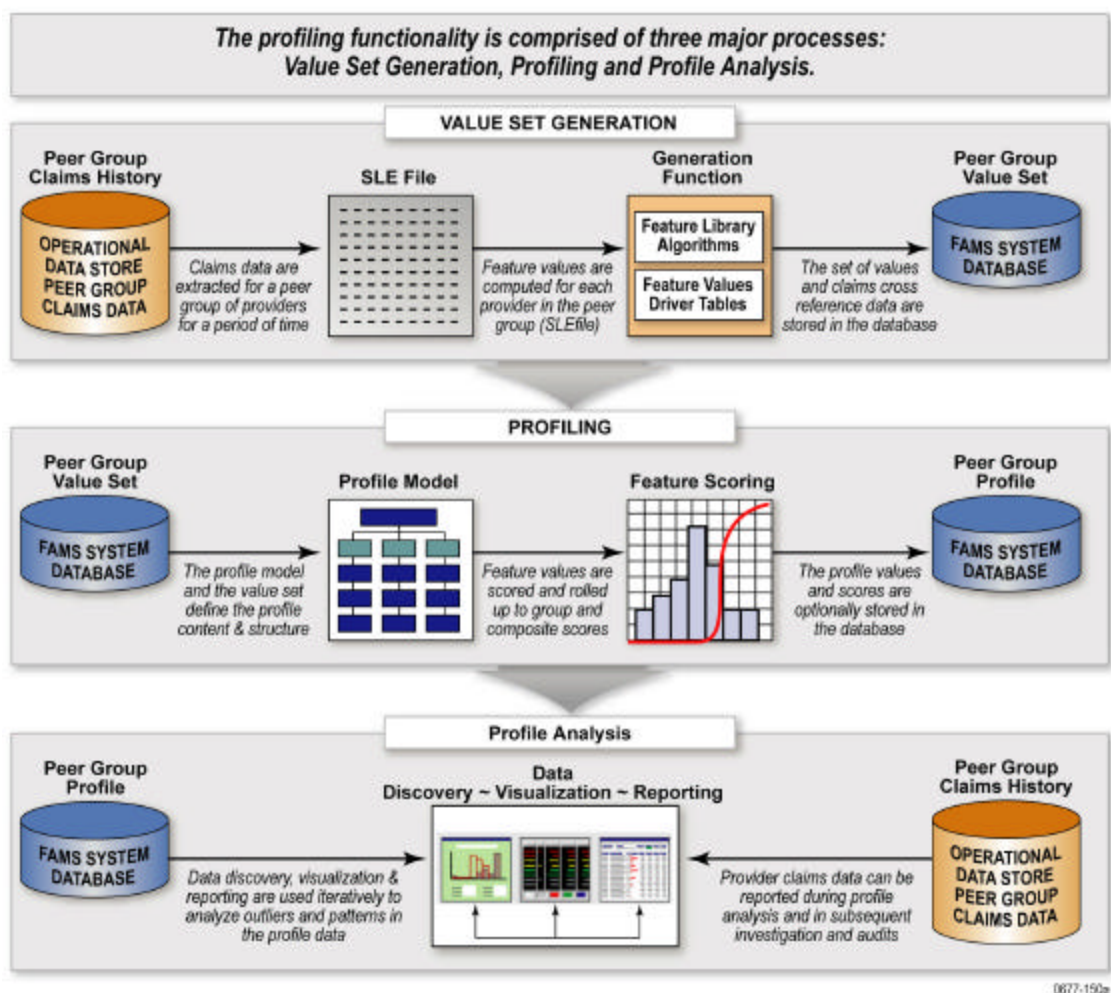 The profiling functionality is comprised of three major processes:
Value Set Generation, Profiling and Profile Analysis.
VALUE SET GENERATION
Peer Group
Claims History
OPERATIONAL
DATA STORE
PEER GROUP
CLAIMS DATA
Claims data are
extracted for a peer
group of providers
for a period of time
SLE File
Feature values are
computed for each
provider in the peer
group (SLEfile)
Generation
Function
Feature Library
Algorithms
Feature Values
Driver Tables
The set of values
and claims cross
reference data are
stored in the database
Peer Group
Value Set
FAMS SYSTEM
DATABASE
PROFILING
Peer Group
Value Set
FAMS SYSTEM
DATABASE
The profile model
and the value set
define the profile
content & structure
Profile Model
Feature values are
scored and rolled
up to group and
composite scores
Feature Scoring
The profile values
and scores are
optionally stored in
the database
Peer Group
Profile
FAMS SYSTEM
DATABASE
Profile Analysis
Peer Group
Profile
FAMS SYSTEM
DATABASE
Data discovery, visualization &
reporting are used iteratively to
analyze outliers and patterns in
the profile data
Data
Discovery ~ Visualization ~ Reporting
Provider claims data can be
reported during profile
analysis and in subsequent
investigation and audits
Peer Group
Claims History
OPERATIONAL
DATA STORE
PEER GROUP
CLAIMS DATA
0677-150a